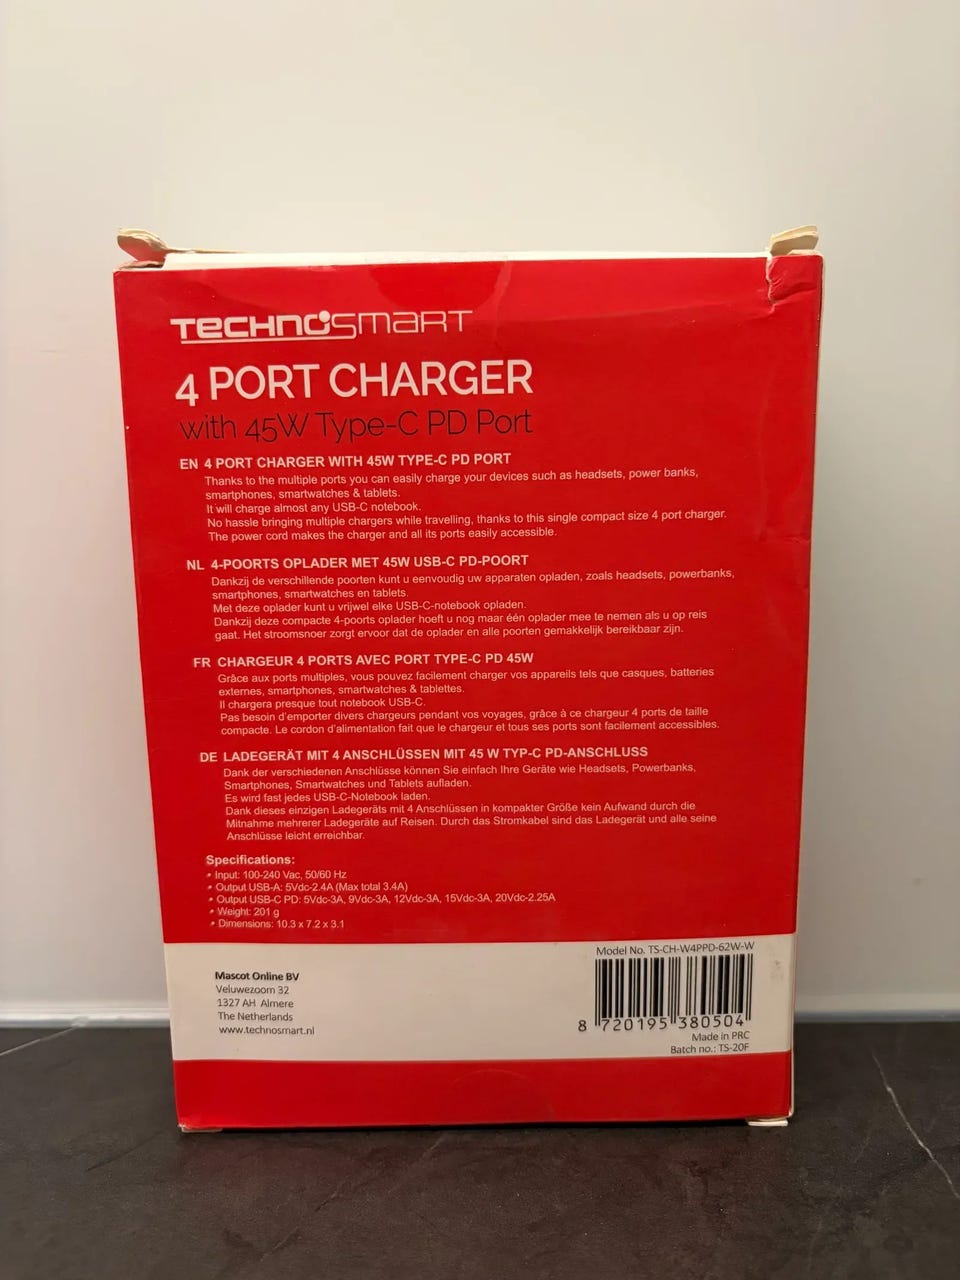 TECHNOSMART
4 PORT CHARGER
with 45W Type-C PD Port
EN 4 PORT CHARGER WITH 45W TYPE-C PD PORT
Thanks to the multiple ports you can easily charge your devices such as headsets, power banks,
smartphones, smartwatches & tablets.
It will charge almost any USB-C notebook.
No hassle bringing multiple chargers while travelling, thanks to this single compact size 4 port charger.
The power cord makes the charger and all its ports easily accessible.
NL 4-POORTS OPLADER MET 45W USB-C PD-POORT
Dankzij de verschillende poorten kunt u eenvoudig uw apparaten opladen, zoals headsets, powerbanks,
smartphones, smartwatches en tablets.
Met deze oplader kunt u vrijwel elke USB-C-notebook opladen.
Dankzij deze compacte 4-poorts oplader hoeft u nog maar één oplader mee te nemen als u op reis
gaat. Het stroomsnoer zorgt ervoor dat de oplader en alle poorten gemakkelijk bereikbaar zijn.
FR CHARGEUR 4 PORTS AVEC PORT TYPE-C PD 45W
Grâce aux ports multiples, vous pouvez facilement charger vos appareils tels que casques, batteries
externes, smartphones, smartwatches & tablettes.
Il chargera presque tout notebook USB-C.
Pas besoin d'emporter divers chargeurs pendant vos voyages, grâce à ce chargeur 4 ports de taille
compacte. Le cordon d'alimentation fait que le chargeur et tous ses ports sont facilement accessibles.
DE LADEGERÄT MIT 4 ANSCHLÜSSEN MIT 45 W TYP-C PD-ANSCHLUSS
Dank der verschiedenen Anschlüsse können Sie einfach Ihre Geräte wie Headsets, Powerbanks,
Smartphones, Smartwatches und Tablets aufladen.
Es wird fast jedes USB-C-Notebook laden.
Dank dieses einzigen Ladegeräts mit 4 Anschlüssen in kompakter Größe kein Aufwand durch die
Mitnahme mehrerer Ladegeräte auf Reisen. Durch das Stromkabel sind das Ladegerät und alle seine
Anschlüsse leicht erreichbar.
Specifications:
• Input: 100-240 Vac, 50/60 Hz
• Output USB-A: 5Vdc-2.4A (Max total 3.4A)
• Output USB-C PD: 5Vdc-3A, 9Vdc-3A, 12Vdc-3A, 15Vdc-3A, 20Vdc-2.25A
• Weight: 201 g
• Dimensions: 10.3 x 7.2 x 3.1
Mascot Online BV
Veluwezoom 32
1327 AH Almere
The Netherlands
www.technosmart.nl
Model No. TS-CH-W4PPD-62W-W
8 720195 380504
Made in PRC
Batch no.: TS-20F